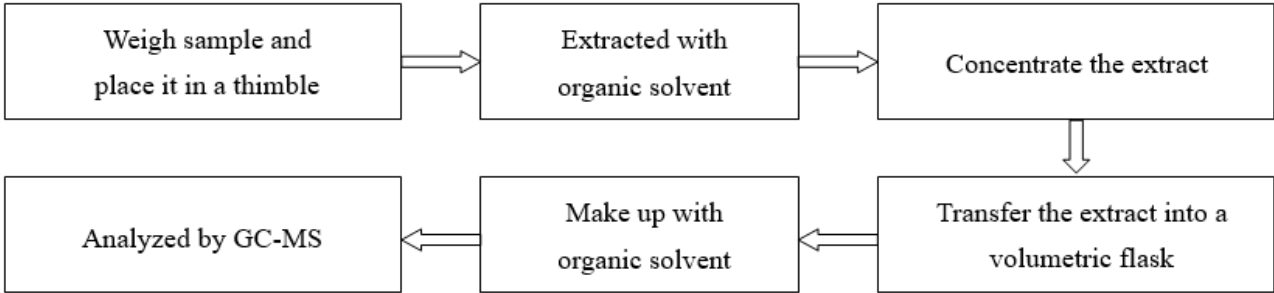 Weigh sample and
place it in a thimble
Extracted with
organic solvent
Concentrate the extract
Transfer the extract into a
volumetric flask
Make up with
organic solvent
Analyzed by GC-MS